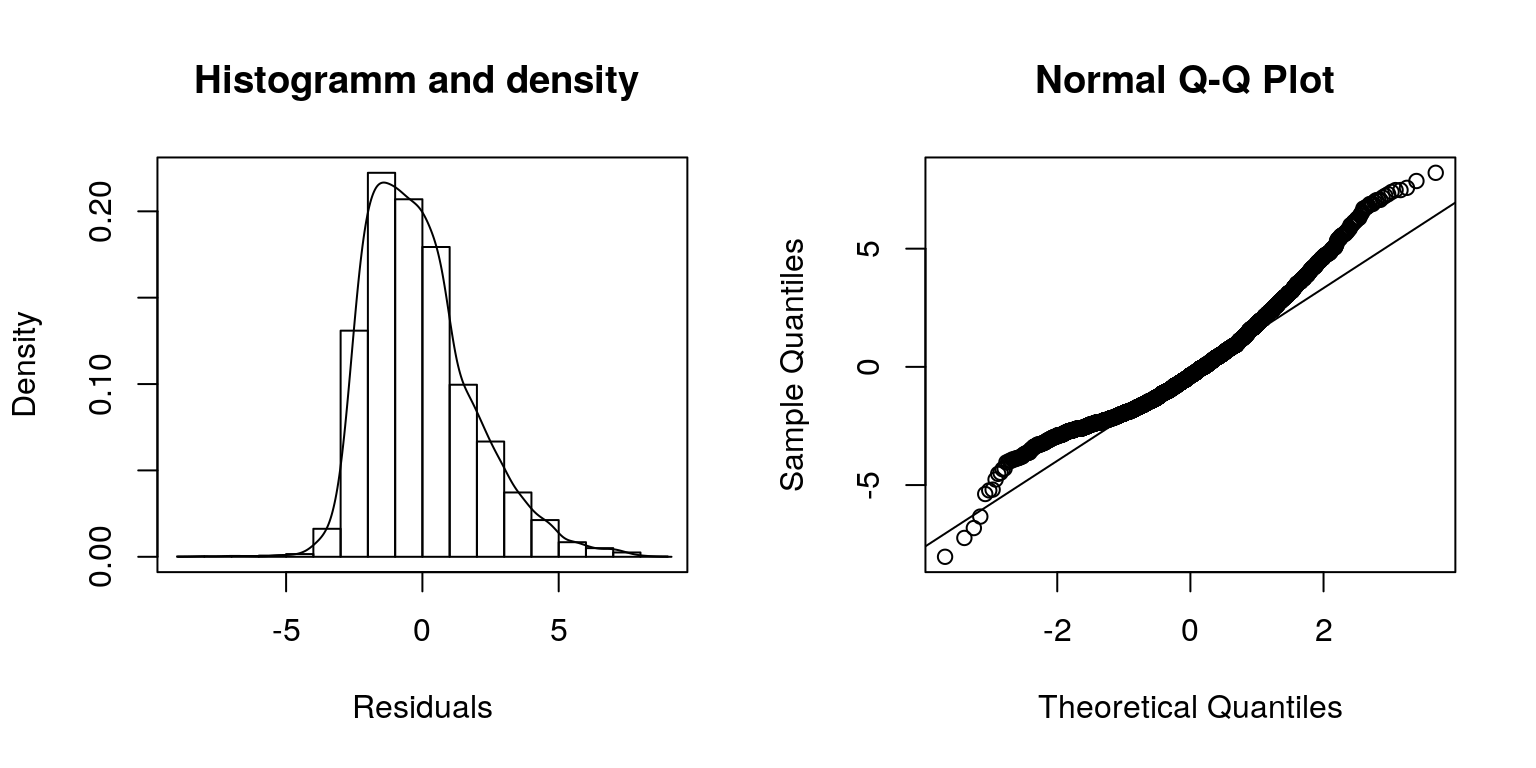 Histogramm and density
Density
0.00
0.10
0.20
-5
0
5
Residuals
Normal Q-Q Plot
Sample Quantiles
-5
0
5
-2
0
2
Theoretical Quantiles